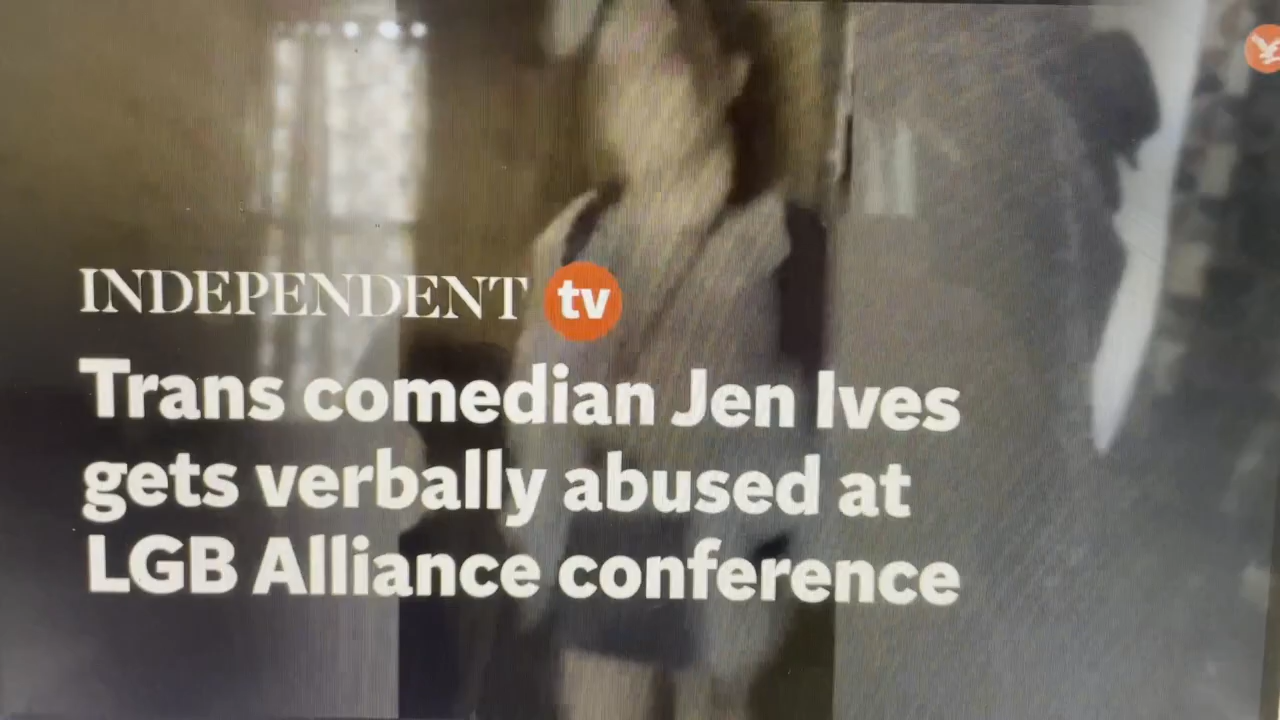 INDEPENDENT tv
Trans comedian Jen Ives
gets verbally abused at
LGB Alliance conference